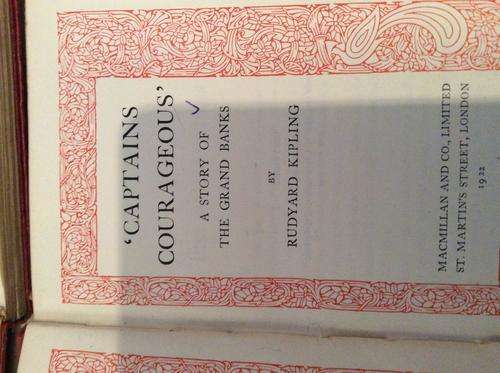 'CAPTAINS
COURAGEOUS'
A STORY OF
THE GRAND BANKS
BY
RUDYARD KIPLING
MACMILLAN AND CO., LIMITED
ST. MARTIN'S STREET, LONDON
1922